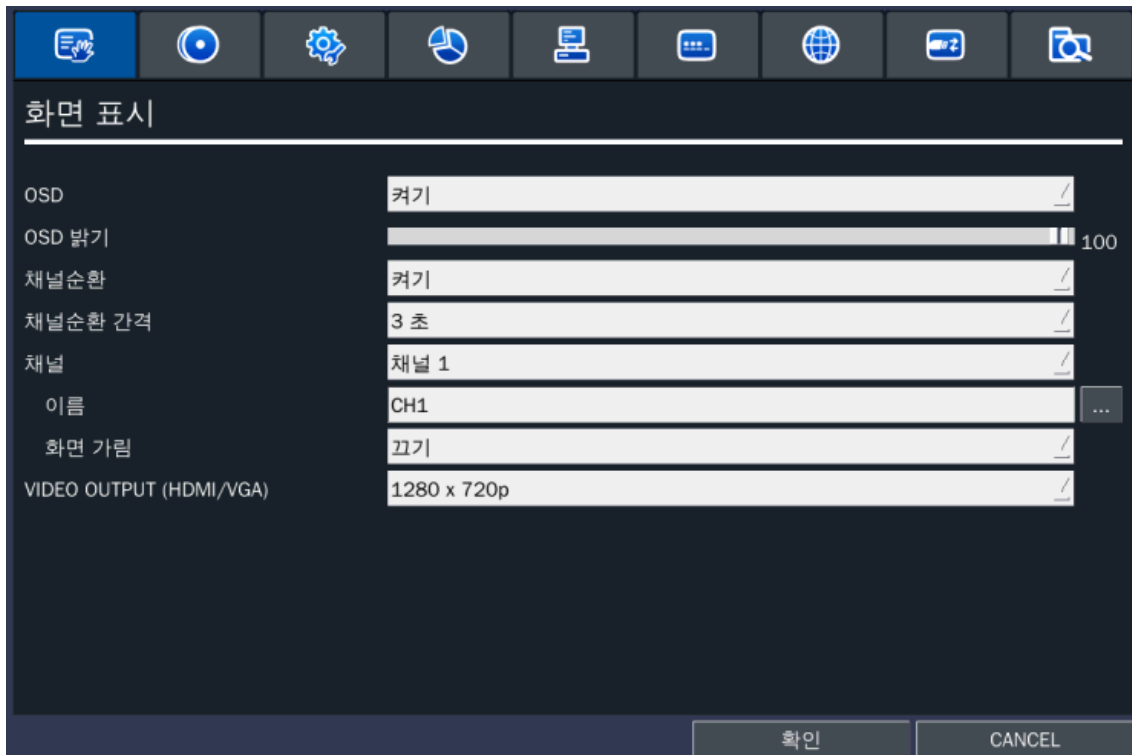 화면 표시
OSD 켜기
OSD 밝기 100
채널순환 켜기
채널순환 간격 3 초
채널 채널 1
이름 CH1 ...
화면 가림 끄기
VIDEO OUTPUT (HDMI/VGA) 1280 x 720p
확인 CANCEL